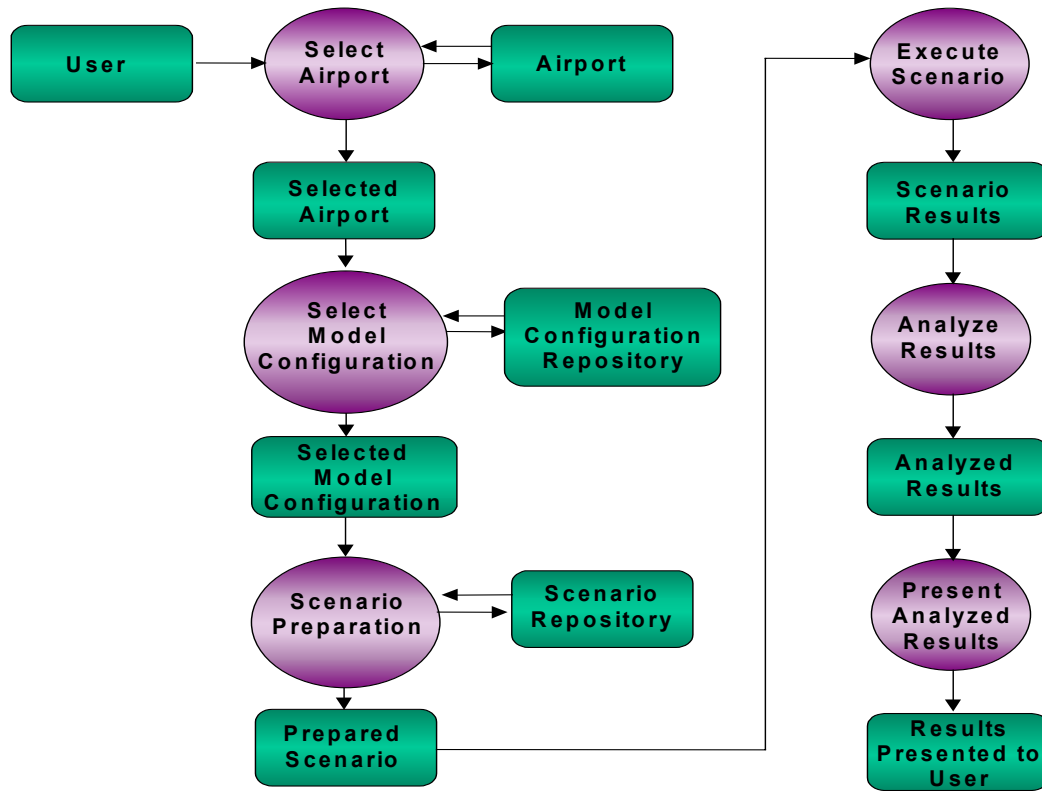 User
Select
Airport
Airport
Selected
Airport
Select
Model
Configuration
Model
Configuration
Repository
Selected
Model
Configuration
Scenario
Preparation
Scenario
Repository
Prepared
Scenario
Execute
Scenario
Scenario
Results
Analyze
Results
Analyzed
Results
Present
Analyzed
Results
Results
Presented to
User